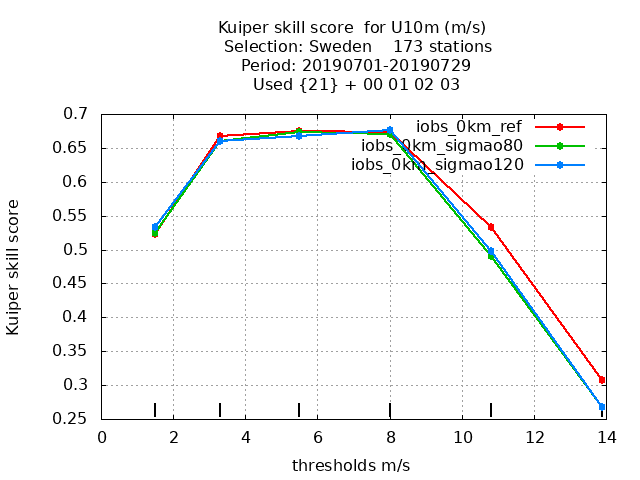 Kuiper skill score  for U10m (m/s)
Selection: Sweden    173 stations
Period: 20190701-20190729
Used {21} + 00 01 02 03
0.7
0.65
0.6
0.55
0.5
0.45
0.4
0.35
0.3
0.25
Kuiper skill score
iobs_0km_ref
iobs_0km_sigmao80
iobs_0km_sigmao120
0 2 4 6 8 10 12 14
thresholds m/s